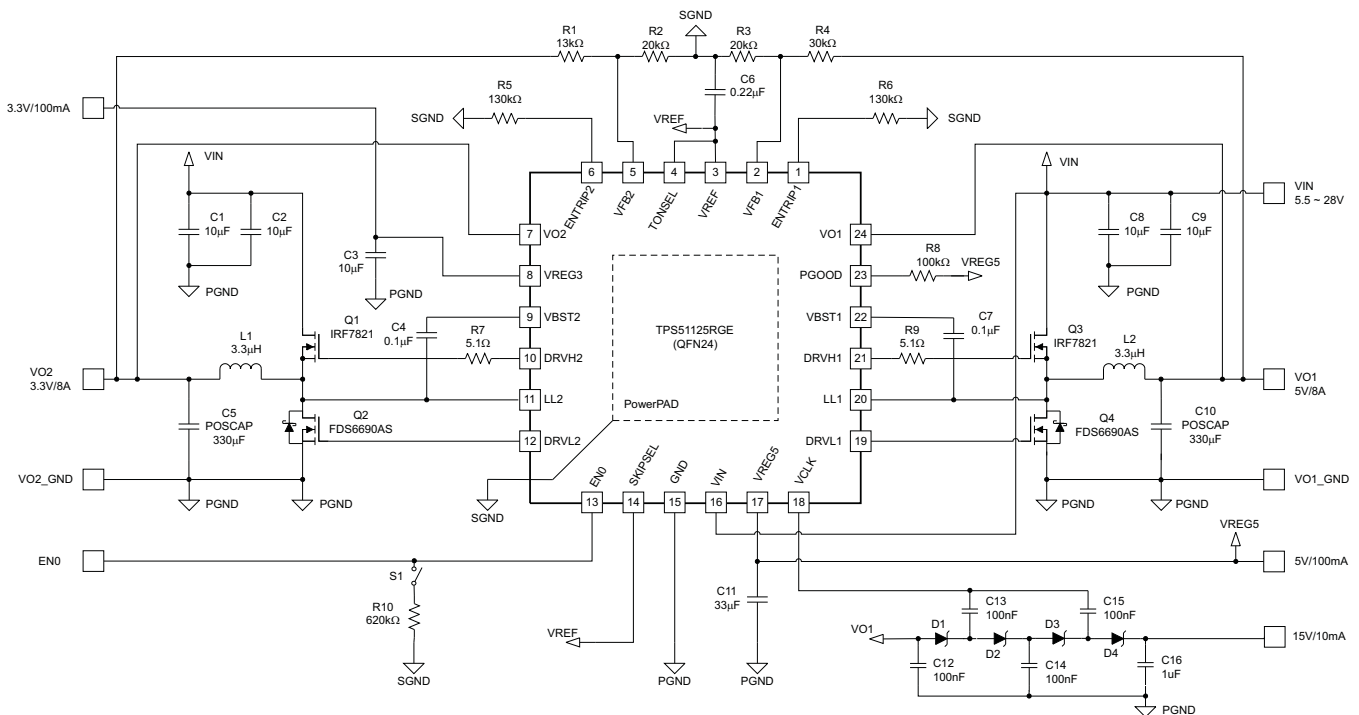 SGND
R1
13kΩ
R2
20kΩ
R3
20kΩ
R4
30kΩ
3.3V/100mA
R5
130kΩ
C6
0.22µF
R6
130kΩ
SGND
VREF
SGND
VIN
6
5
4
3
2
1
VIN
VIN
5.5 ~ 28V
ENTRIP2
VFB2
TONSEL
VREF
VFB1
ENTRIP1
C1
10µF
C2
10µF
C3
10µF
7
VO2
VO1
24
R8
100kΩ
VREG5
C8
10µF
C9
10µF
8
VREG3
PGOOD
23
PGND
PGND
PGND
Q1
IRF7821
C4
0.1µF
9
VBST2
TPS51125RGE
(QFN24)
VBST1
22
C7
0.1µF
Q3
IRF7821
L1
3.3µH
R7
5.1Ω
10
DRVH2
DRVH1
21
R9
5.1Ω
L2
3.3µH
VO2
3.3V/8A
VO1
5V/8A
11
LL2
LL1
20
PowerPAD
C5
POSCAP
330µF
Q2
FDS6690AS
Q4
FDS6690AS
C10
POSCAP
330µF
12
DRVL2
DRVL1
19
VO2_GND
EN0
SKIPSEL
GND
VIN
VREG5
VCLK
VO1_GND
PGND
PGND
SGND
13
14
15
16
17
18
PGND
PGND
VREG5
EN0
5V/100mA
S1
R10
620kΩ
C11
33µF
C13
100nF
C15
100nF
VREF
VO1
D1
D2
D3
D4
15V/10mA
C12
100nF
C14
100nF
C16
1uF
SGND
PGND
PGND
PGND